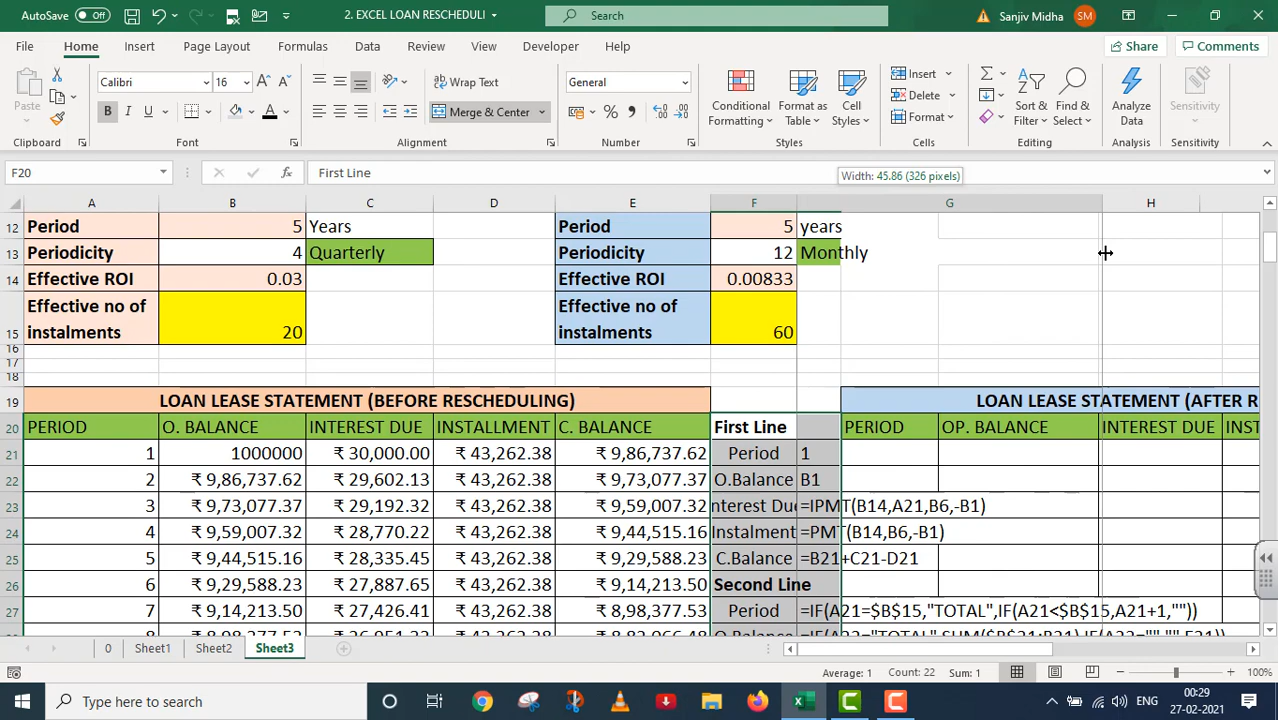 AutoSave Off 2. EXCEL LOAN RESCHEDULI Search Sanjiv Midha SM
File Home Insert Page Layout Formulas Data Review View Developer Help Share Comments
Paste Calibri 16 Wrap Text General Conditional Formatting Format as Table Cell Styles Insert Sort & Filter Find & Select Analyze Data Sensitivity
B I U Merge & Center Delete
Format
Clipboard Font Alignment Number Styles Cells Editing Analysis Sensitivity
F20 fx First Line Width: 45.86 (326 pixels)
A B C D E F G H
12 Period 5 Years Period 5 years
13 Periodicity 4 Quarterly Periodicity 12 Monthly
14 Effective ROI 0.03 Effective ROI 0.00833
15 Effective no of instalments 20 Effective no of instalments 60
16
17
18
19 LOAN LEASE STATEMENT (BEFORE RESCHEDULING) LOAN LEASE STATEMENT (AFTER R
20 PERIOD O. BALANCE INTEREST DUE INSTALLMENT C. BALANCE First Line PERIOD OP. BALANCE INTEREST DUE INST
21 1 1000000 ₹ 30,000.00 ₹ 43,262.38 ₹ 9,86,737.62 Period 1
22 2 ₹ 9,86,737.62 ₹ 29,602.13 ₹ 43,262.38 ₹ 9,73,077.37 O.Balance B1
23 3 ₹ 9,73,077.37 ₹ 29,192.32 ₹ 43,262.38 ₹ 9,59,007.32 nterest Du =IPMT(B14,A21,B6,-B1)
24 4 ₹ 9,59,007.32 ₹ 28,770.22 ₹ 43,262.38 ₹ 9,44,515.16 Instalment =PMT(B14,B6,-B1)
25 5 ₹ 9,44,515.16 ₹ 28,335.45 ₹ 43,262.38 ₹ 9,29,588.23 C.Balance =B21+C21-D21
26 6 ₹ 9,29,588.23 ₹ 27,887.65 ₹ 43,262.38 ₹ 9,14,213.50 Second Line
27 7 ₹ 9,14,213.50 ₹ 27,426.41 ₹ 43,262.38 ₹ 8,98,377.53 Period =IF(A21=$B$15,"TOTAL",IF(A21<$B$15,A21+1,""))
0 Sheet1 Sheet2 Sheet3
Average: 1 Count: 22 Sum: 1 100%
Type here to search ENG 00:29
27-02-2021